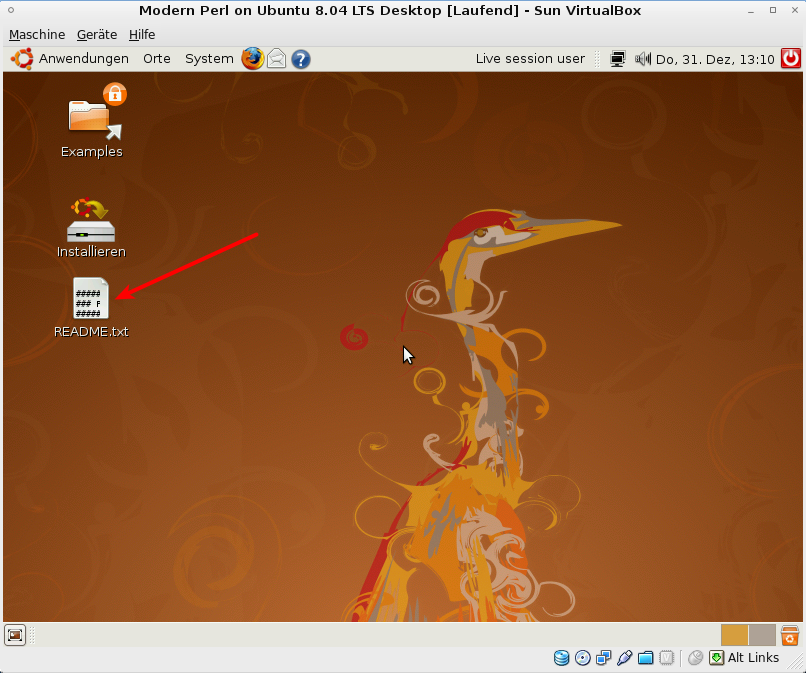 Modern Perl on Ubuntu 8.04 LTS Desktop [Laufend] - Sun VirtualBox
Maschine Geräte Hilfe
Anwendungen Orte System Live session user Do, 31. Dez, 13:10
Examples
Installieren
#####
### F
#####
README.txt
Alt Links